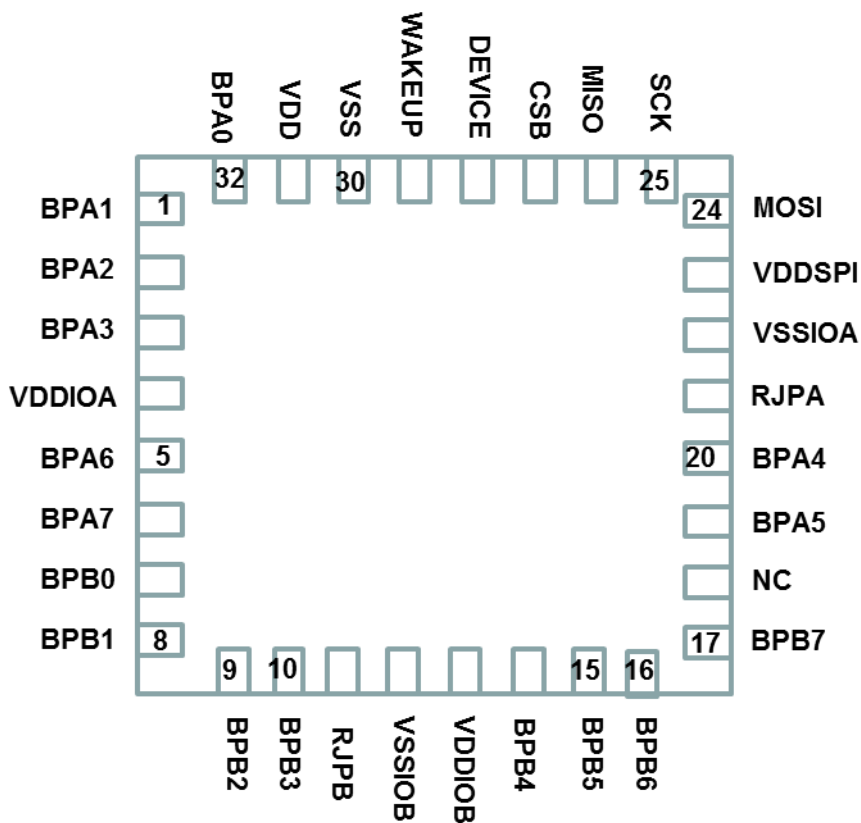 BPA0
VDD
VSS
WAKEUP
DEVICE
CSB
MISO
SCK
32
30
25
BPA1
1
24
MOSI
BPA2
VDDSPI
BPA3
VSSIOA
VDDIOA
RJPA
BPA6
5
20
BPA4
BPA7
BPA5
BPB0
NC
BPB1
8
17
BPB7
9
10
15
16
BPB2
BPB3
RJPB
VSSIOB
VDDIOB
BPB4
BPB5
BPB6